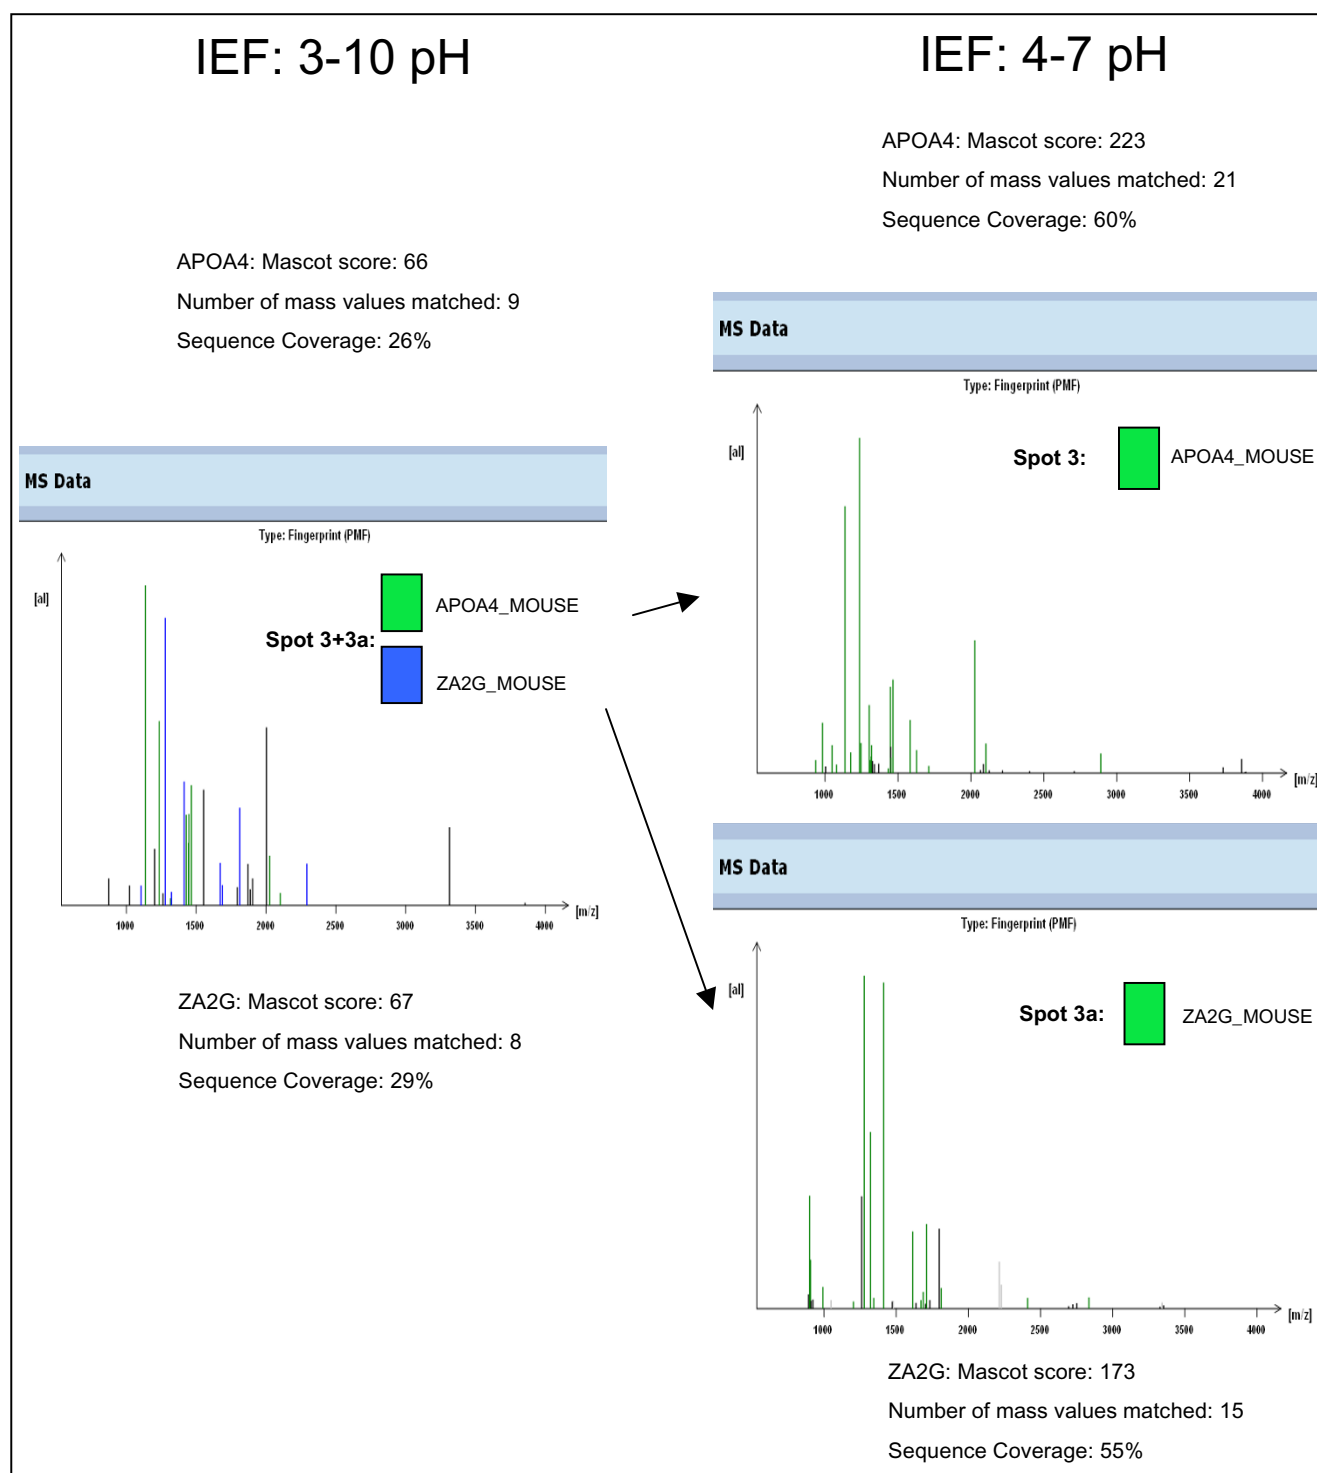 IEF: 3-10 pH
IEF: 4-7 pH
APOA4: Mascot score: 66
Number of mass values matched: 9
Sequence Coverage: 26%
MS Data
Type: Fingerprint (PMF)
[aI]
APOA4_MOUSE
Spot 3+3a:
ZA2G_MOUSE
1000 1500 2000 2500 3000 3500 4000
[m/z]
ZA2G: Mascot score: 67
Number of mass values matched: 8
Sequence Coverage: 29%
APOA4: Mascot score: 223
Number of mass values matched: 21
Sequence Coverage: 60%
MS Data
Type: Fingerprint (PMF)
[aI]
Spot 3: APOA4_MOUSE
1000 1500 2000 2500 3000 3500 4000
[m/z]
MS Data
Type: Fingerprint (PMF)
[aI]
Spot 3a: ZA2G_MOUSE
1000 1500 2000 2500 3000 3500 4000
[m/z]
ZA2G: Mascot score: 173
Number of mass values matched: 15
Sequence Coverage: 55%